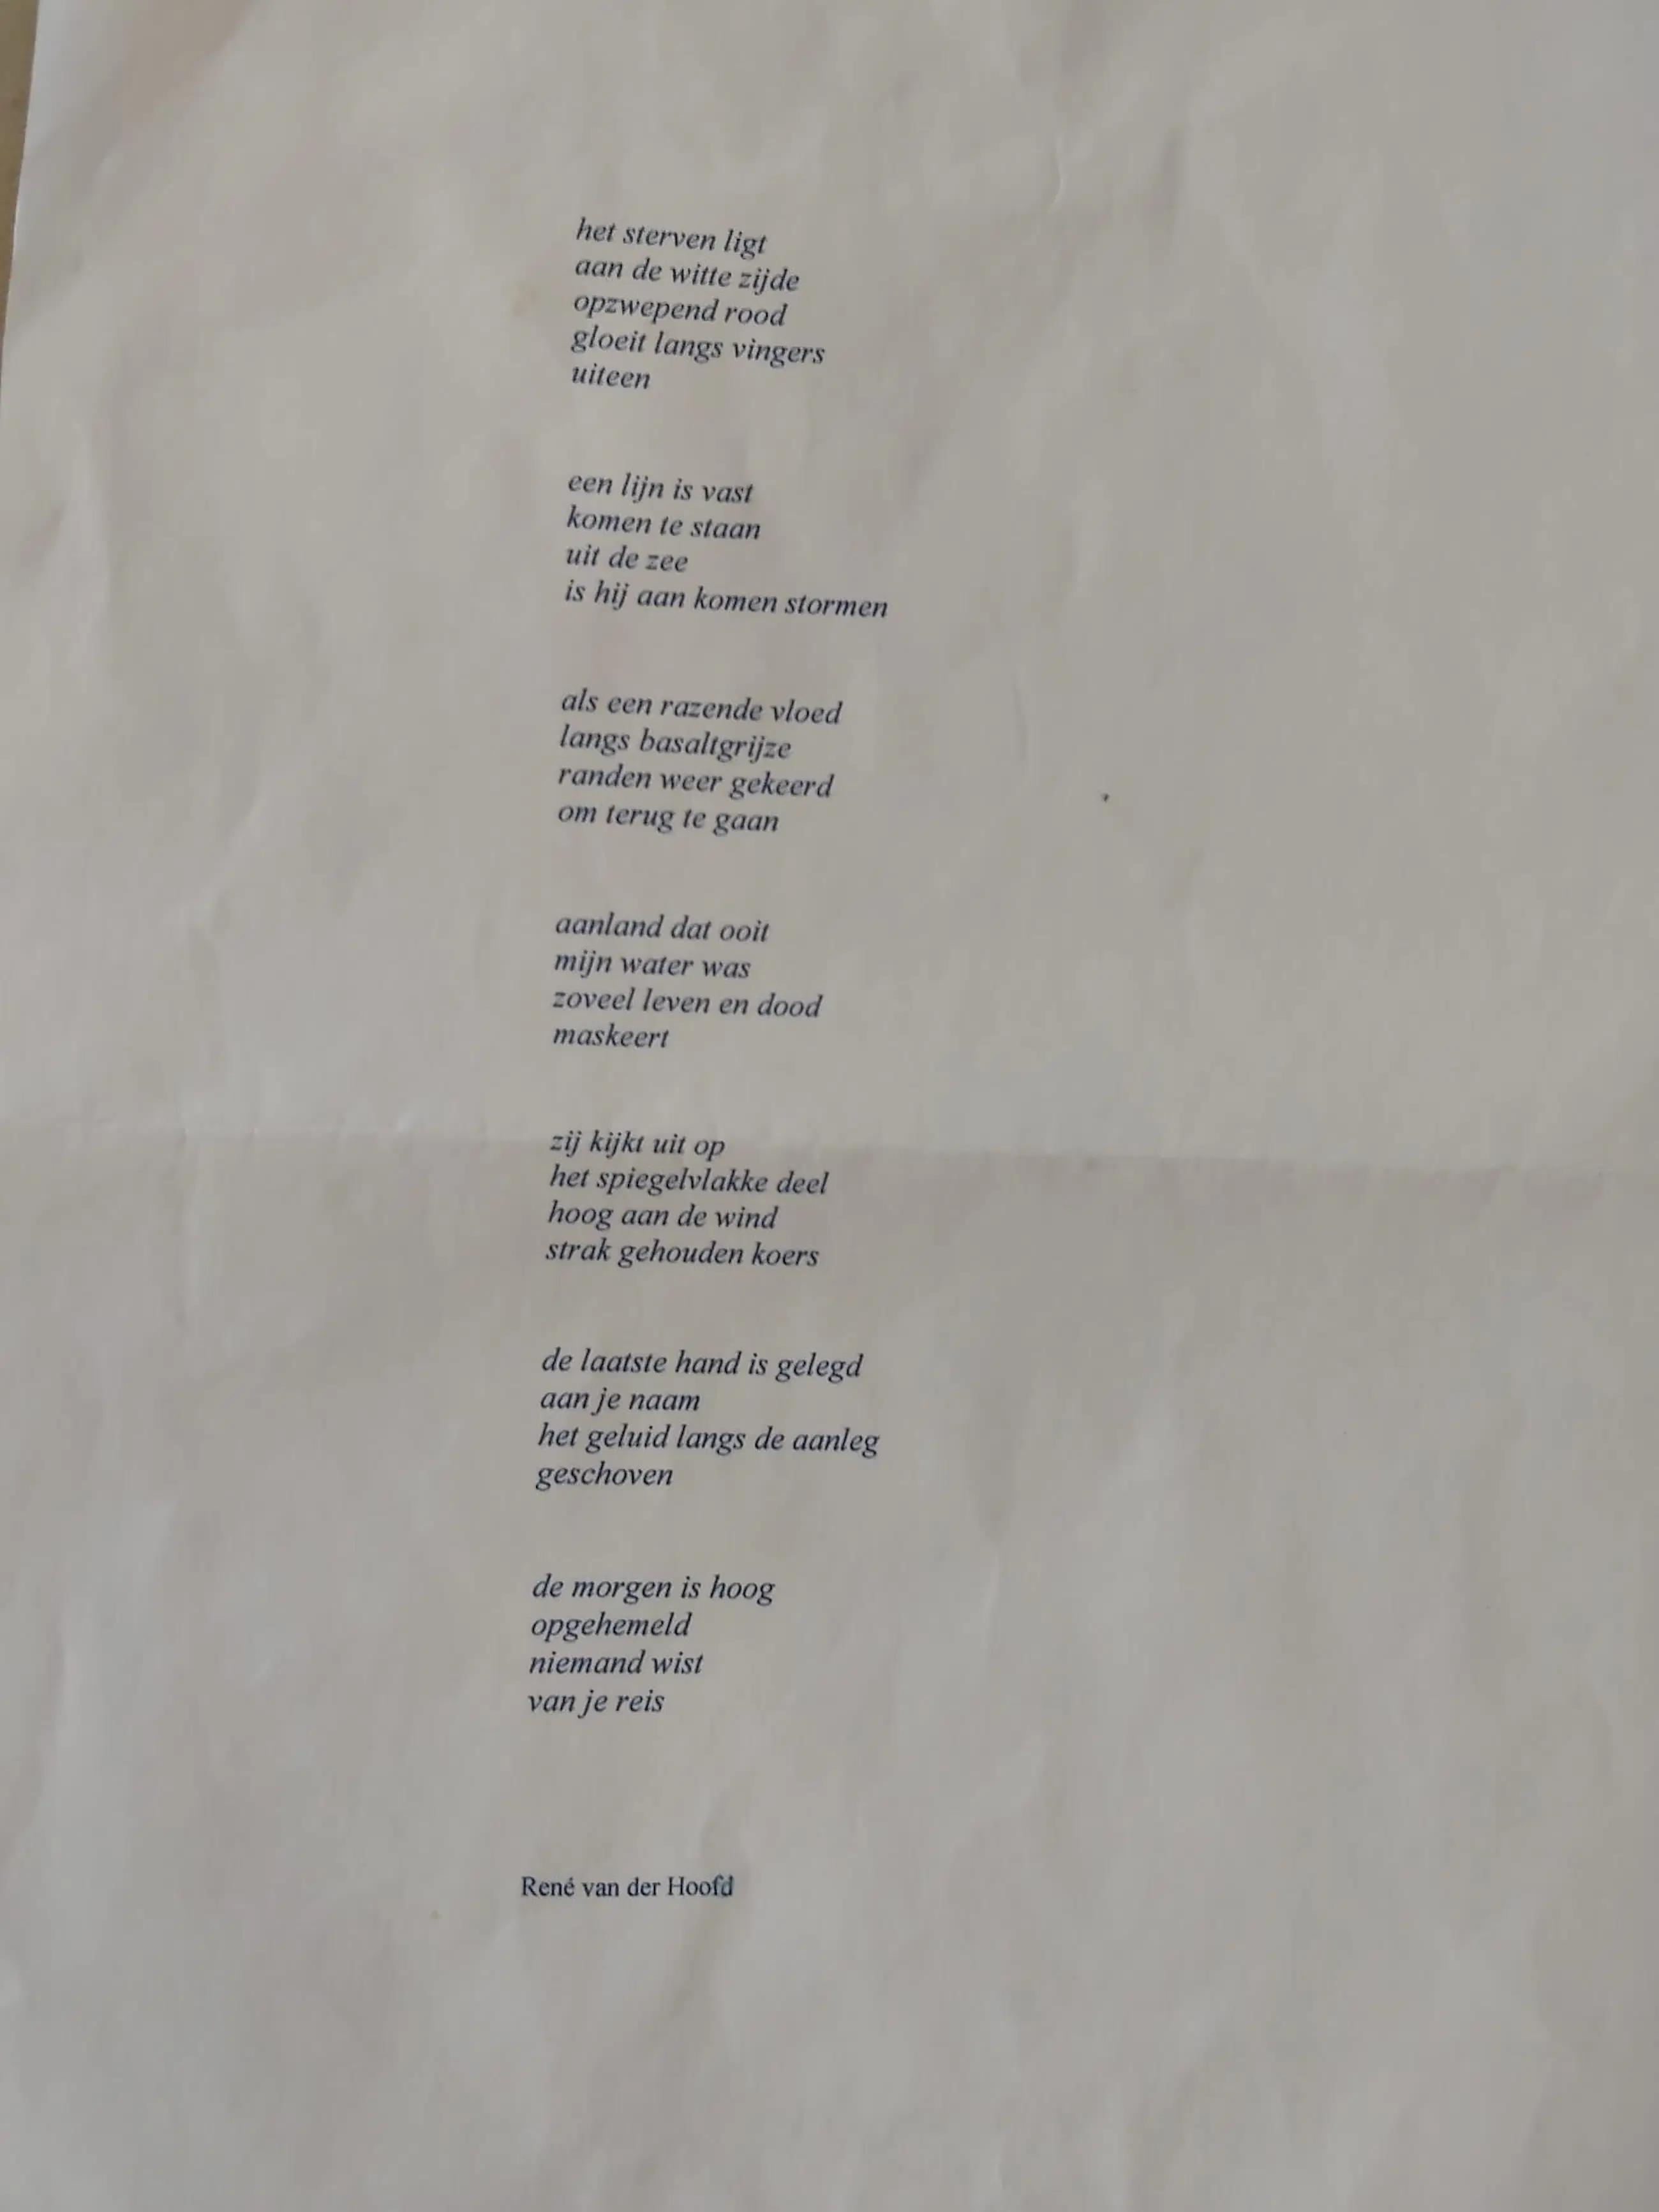 het sterven ligt
aan de witte zijde
opzwepend rood
gloeit langs vingers
uiteen
een lijn is vast
komen te staan
uit de zee
is hij aan komen stormen
als een razende vloed
langs basaltgrijze
randen weer gekeerd
om terug te gaan
aanland dat ooit
mijn water was
zoveel leven en dood
maskeert
zij kijkt uit op
het spiegelvlakke deel
hoog aan de wind
strak gehouden koers
de laatste hand is gelegd
aan je naam
het geluid langs de aanleg
geschoven
de morgen is hoog
opgehemeld
niemand wist
van je reis
René van der Hoofd